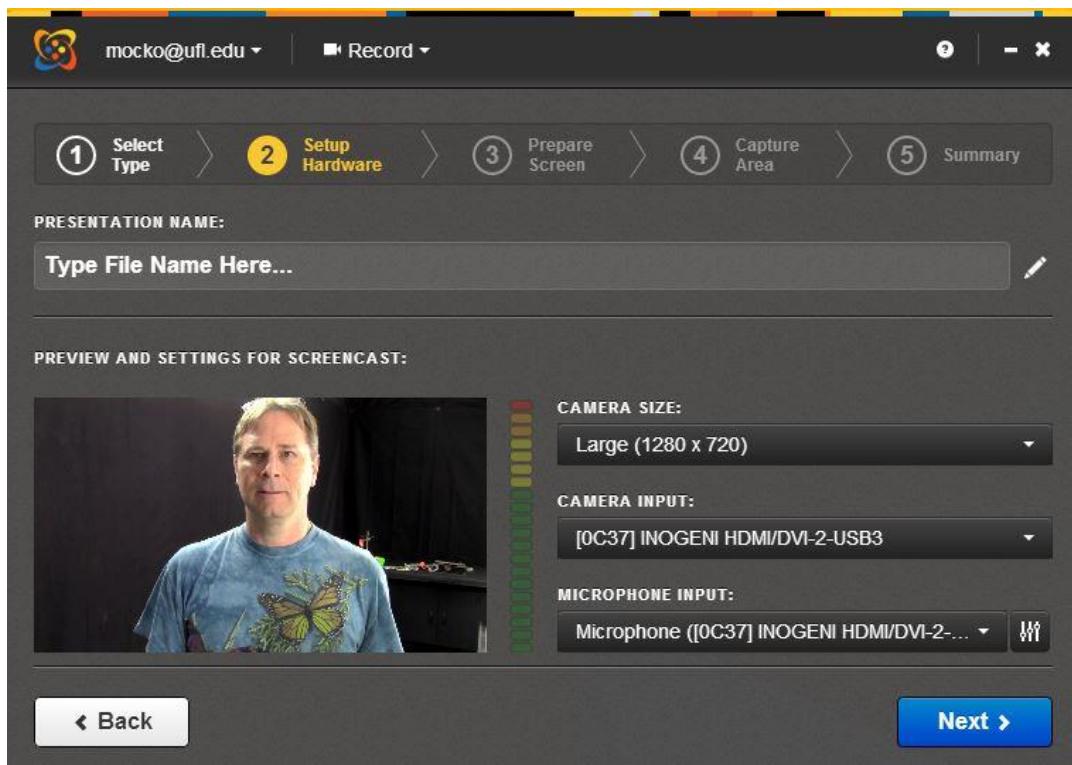 mocko@ufl.edu Record
1 Select Type 2 Setup Hardware 3 Prepare Screen 4 Capture Area 5 Summary
PRESENTATION NAME:
Type File Name Here...
PREVIEW AND SETTINGS FOR SCREENCAST:
CAMERA SIZE:
Large (1280 x 720)
CAMERA INPUT:
[0C37] INOGENI HDMI/DVI-2-USB3
MICROPHONE INPUT:
Microphone ([0C37] INOGENI HDMI/DVI-2-...
Back Next